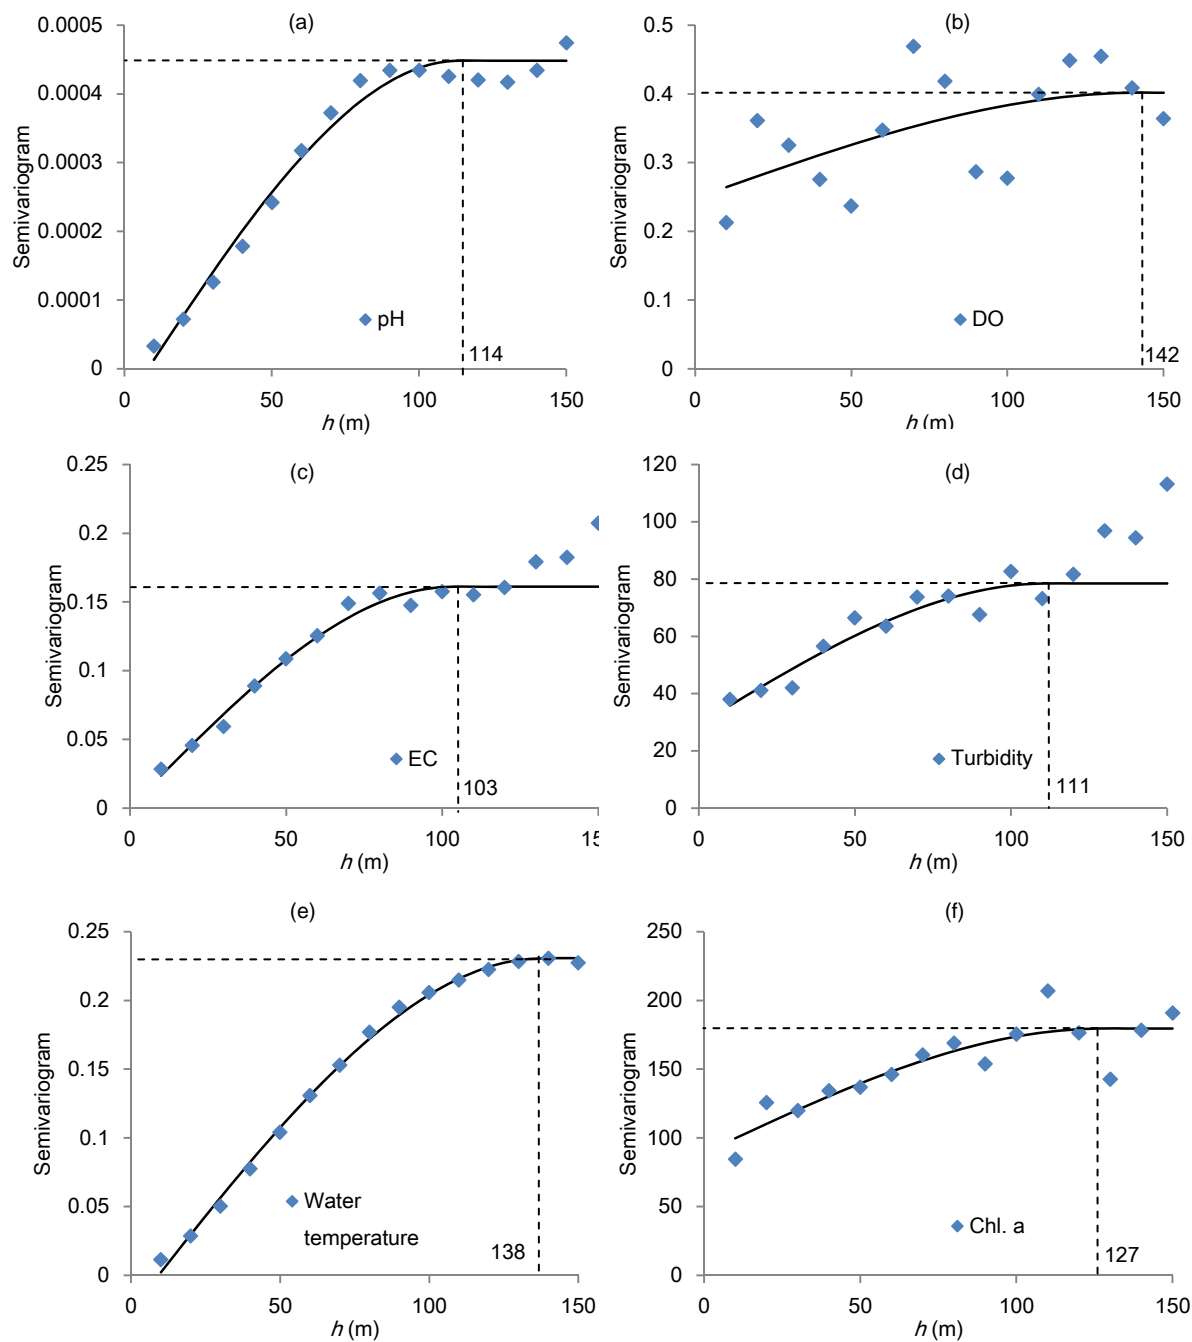 (a)
0.0005
0.0004
0.0003
0.0002
0.0001
0
Semivariogram
pH
114
0 50 100 150
h (m)
(b)
0.5
0.4
0.3
0.2
0.1
0
Semivariogram
DO
142
0 50 100 150
h (m)
(c)
0.25
0.2
0.15
0.1
0.05
0
Semivariogram
EC
103
0 50 100 15
h (m)
(d)
120
100
80
60
40
20
0
Semivariogram
Turbidity
111
0 50 100 150
h (m)
(e)
0.25
0.2
0.15
0.1
0.05
0
Semivariogram
Water
temperature
138
0 50 100 150
h (m)
(f)
250
200
150
100
50
0
Semivariogram
Chl. a
127
0 50 100 150
h (m)